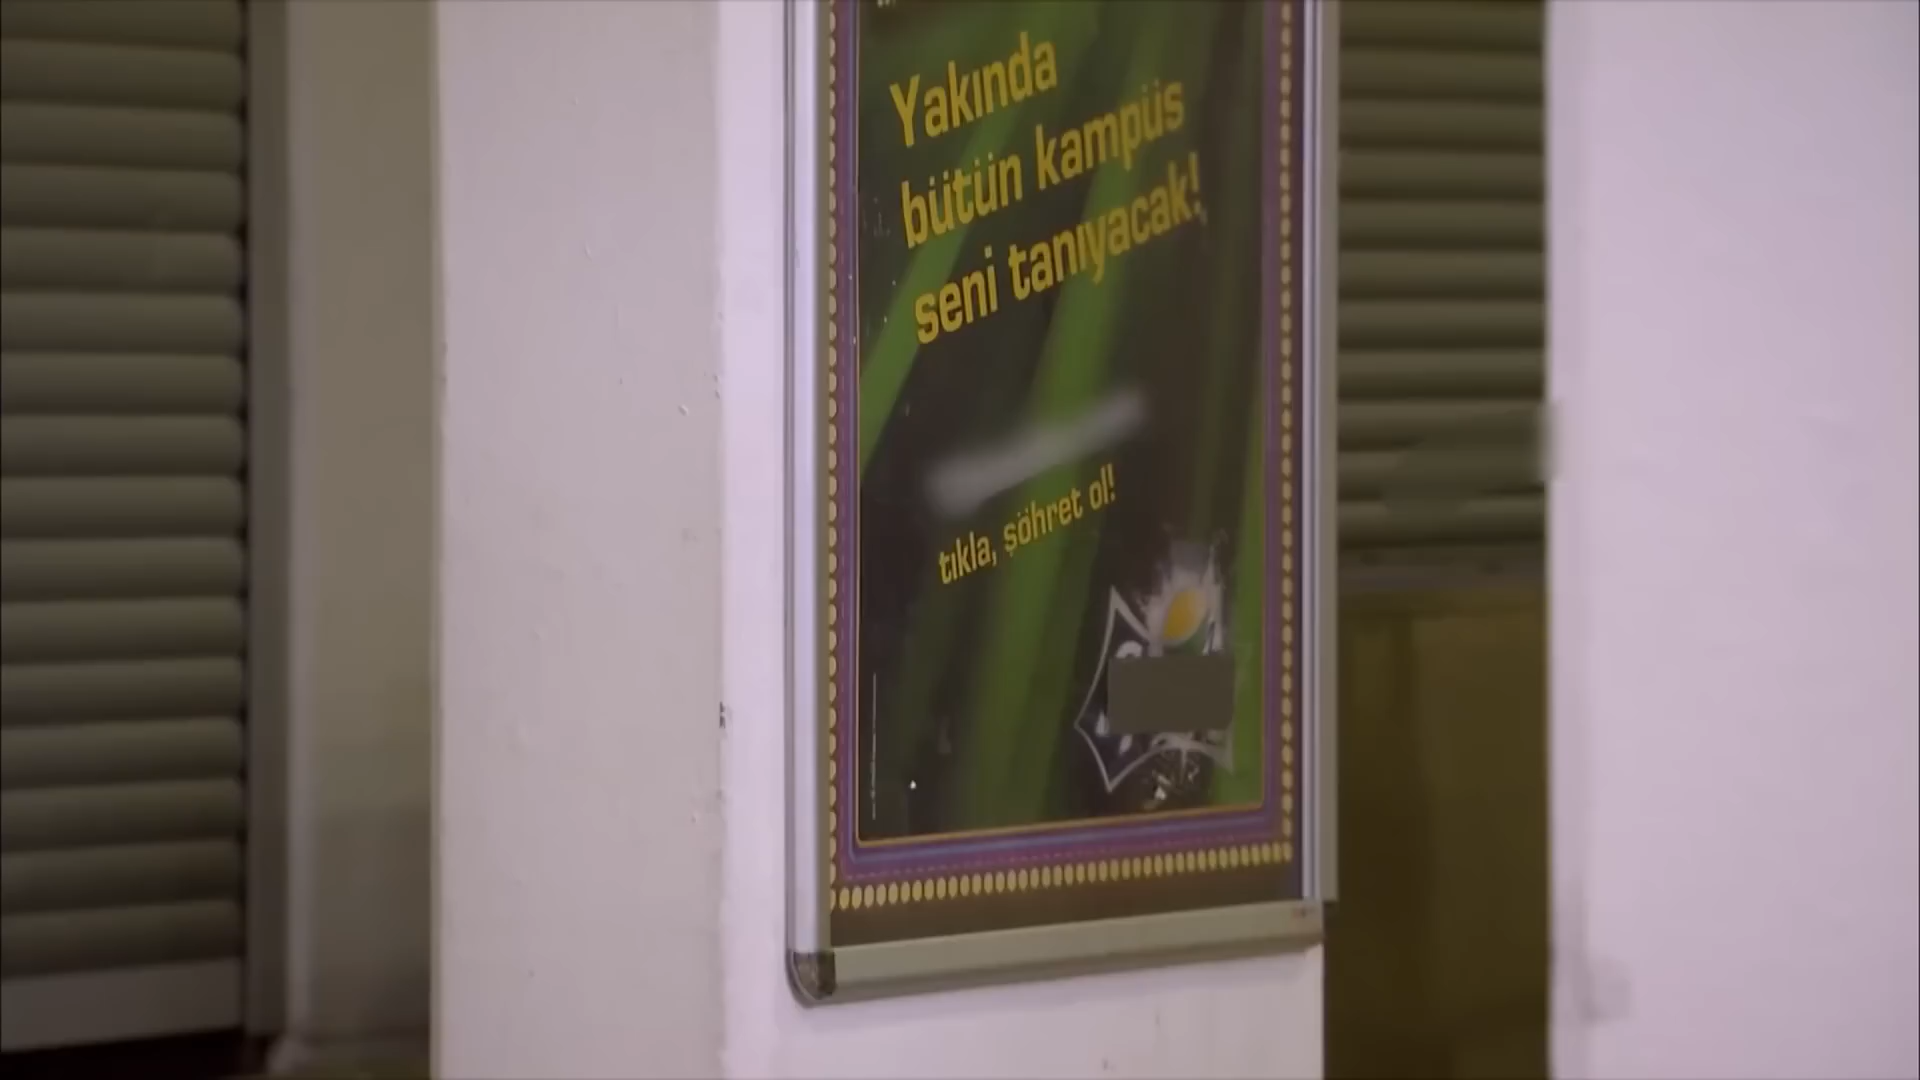 Yakında
bütün kampüs
seni tanıyacak!
tıkla, şöhret ol!